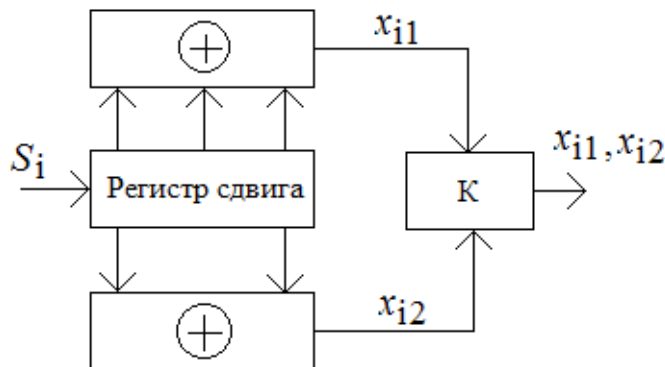 x_i1
S_i
Регистр сдвига
x_i1, x_i2
К
x_i2